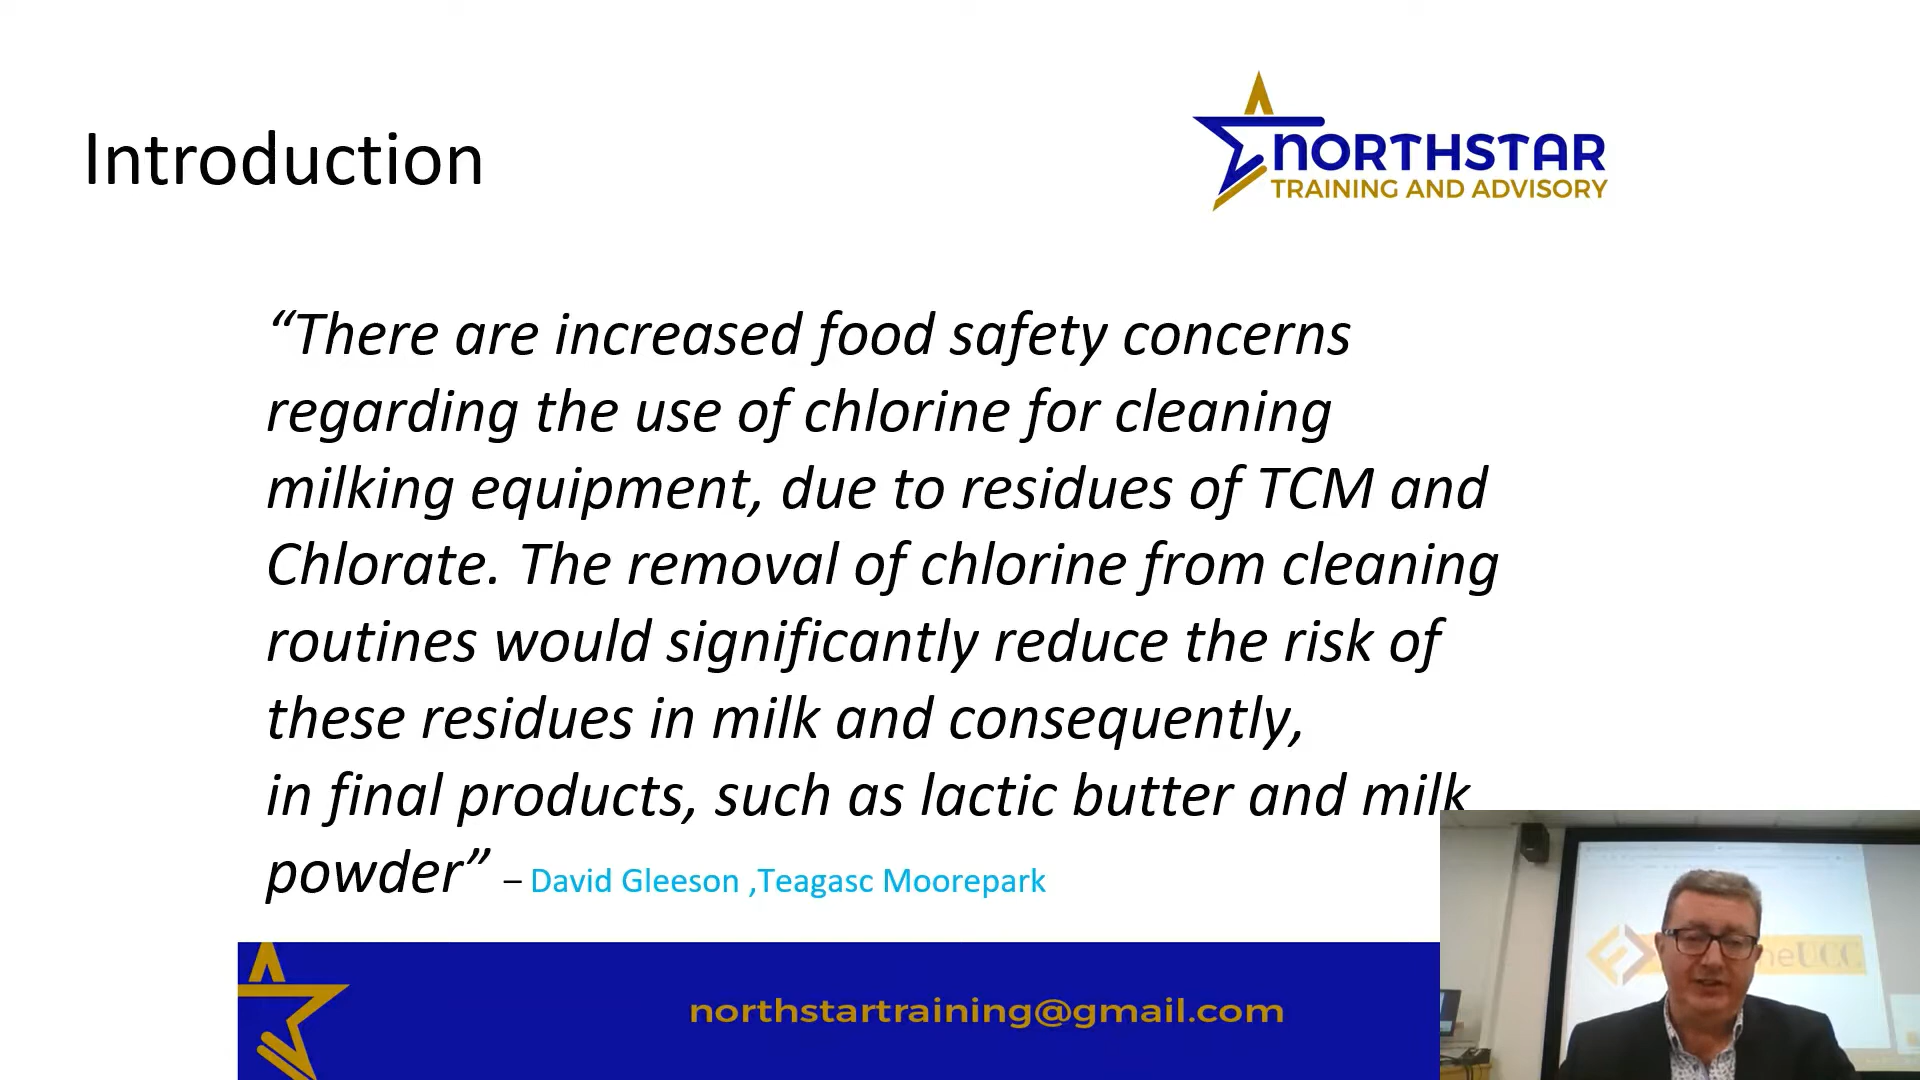 Introduction
NORTHSTAR
TRAINING AND ADVISORY
“There are increased food safety concerns
regarding the use of chlorine for cleaning
milking equipment, due to residues of TCM and
Chlorate. The removal of chlorine from cleaning
routines would significantly reduce the risk of
these residues in milk and consequently,
in final products, such as lactic butter and milk
powder” – David Gleeson ,Teagasc Moorepark
northstartraining@gmail.com
UCC